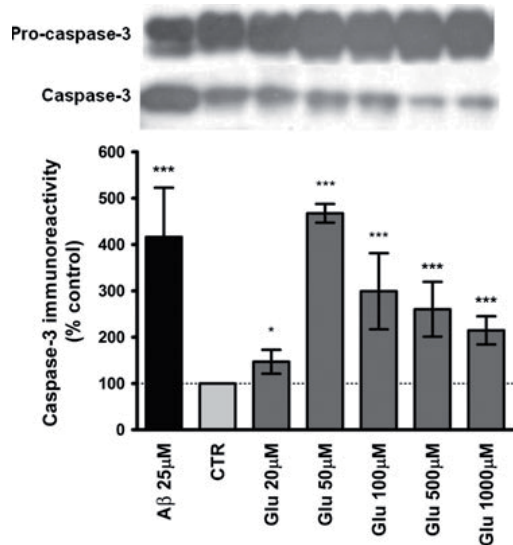 Pro-caspase-3
Caspase-3
Caspase-3 immunoreactivity
(% control)
600
500
400
300
200
100
0
***
*
***
***
***
***
Aβ 25μM
CTR
Glu 20μM
Glu 50μM
Glu 100μM
Glu 500μM
Glu 1000μM